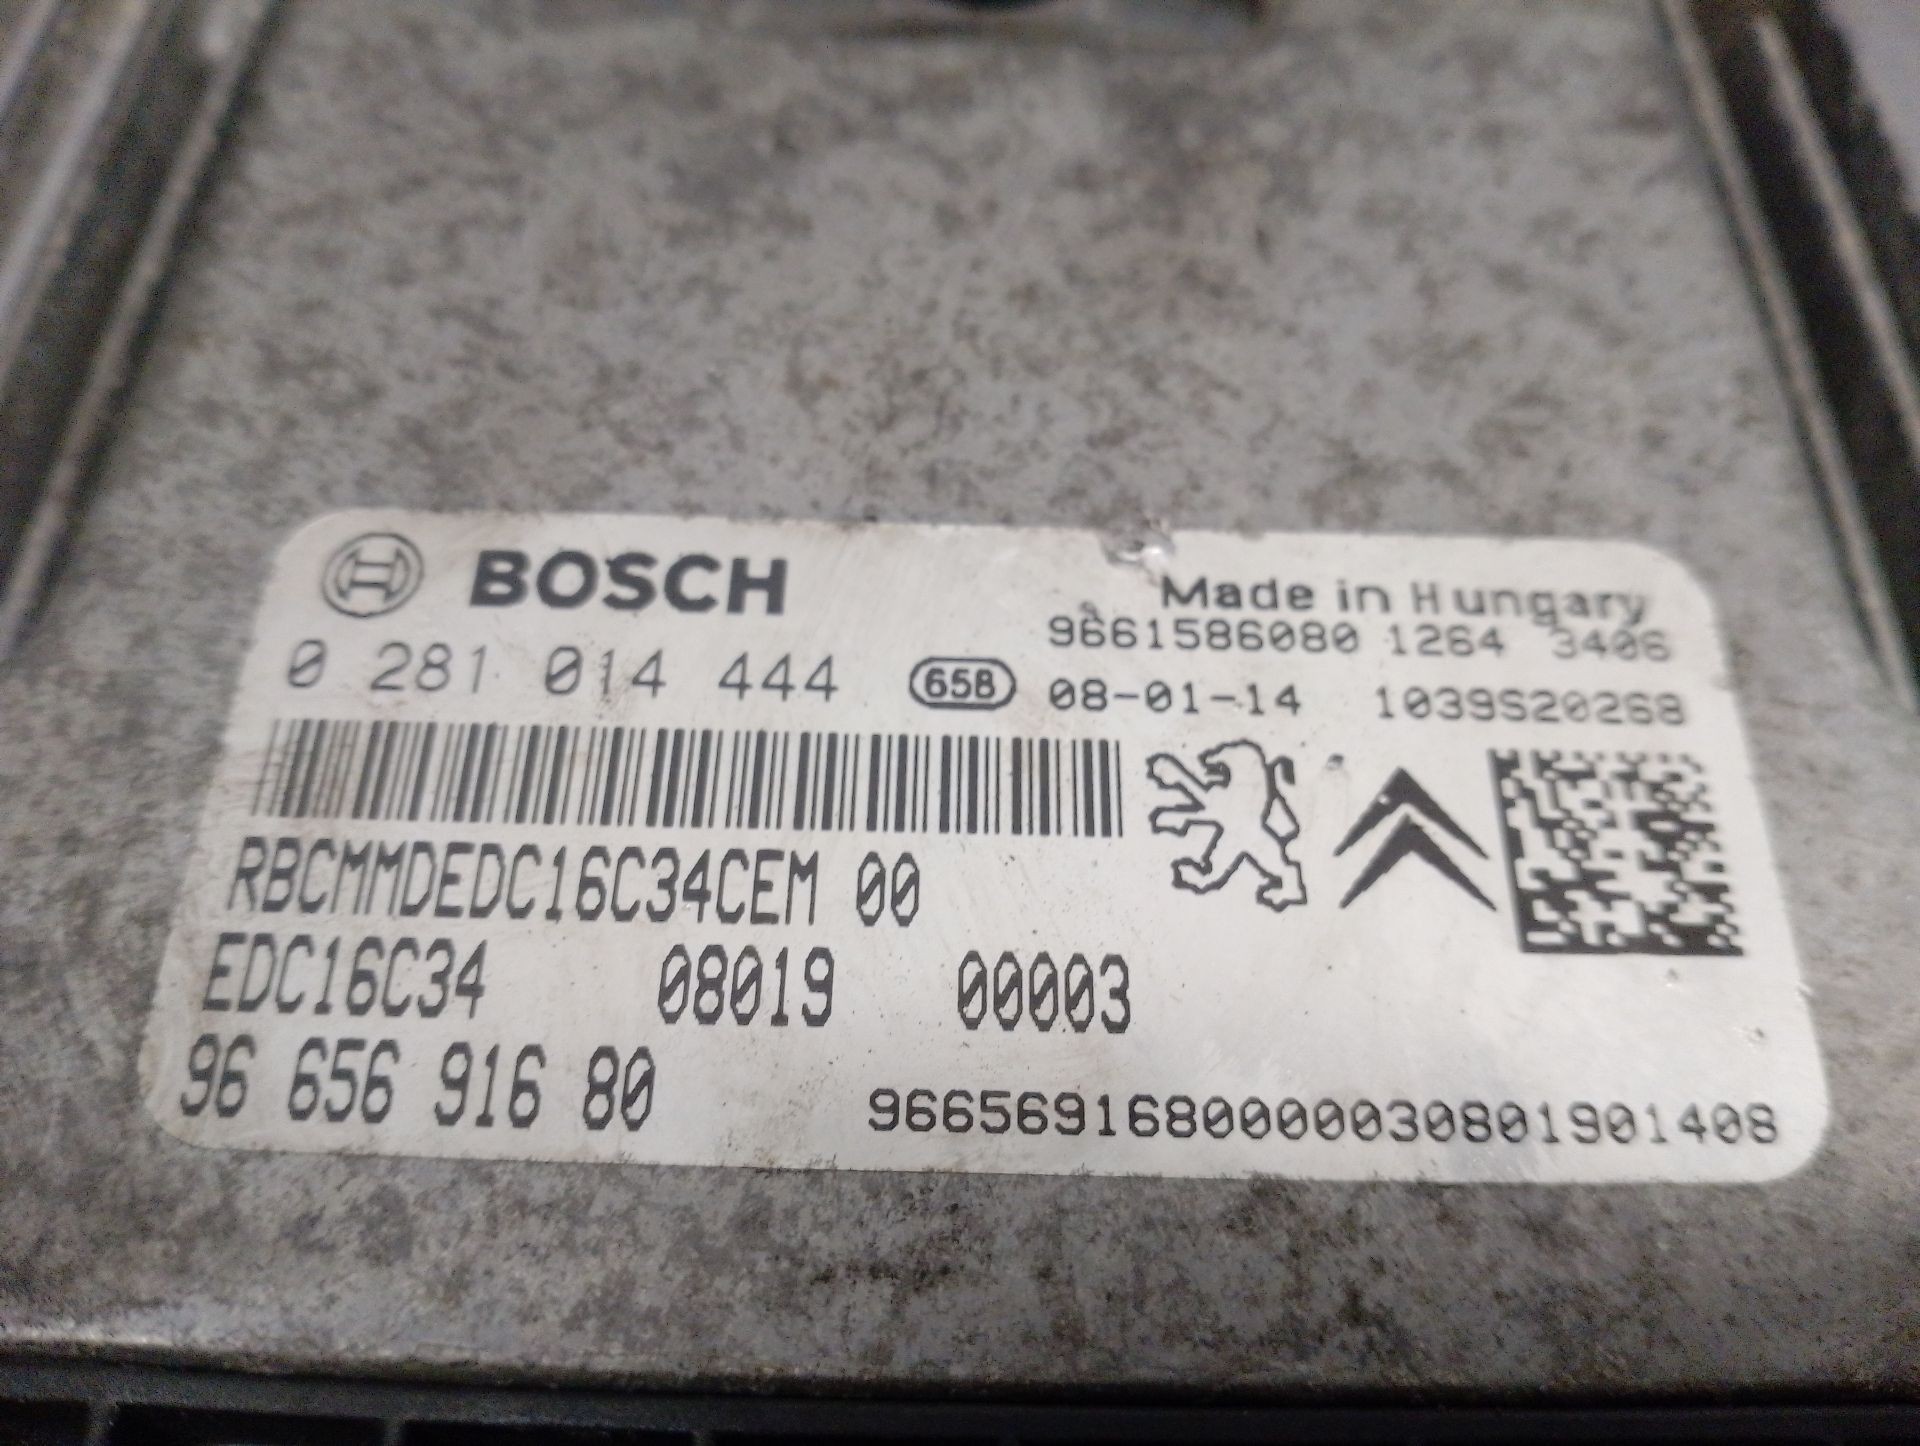 BOSCH
Made in Hungary
9661586080 1264 3406
0 281 014 444 658 08-01-14 1039S20268
RBCMMDEDC16C34CEM 00
EDC16C34 08019 00003
96 656 916 80
9665691680000030801901408